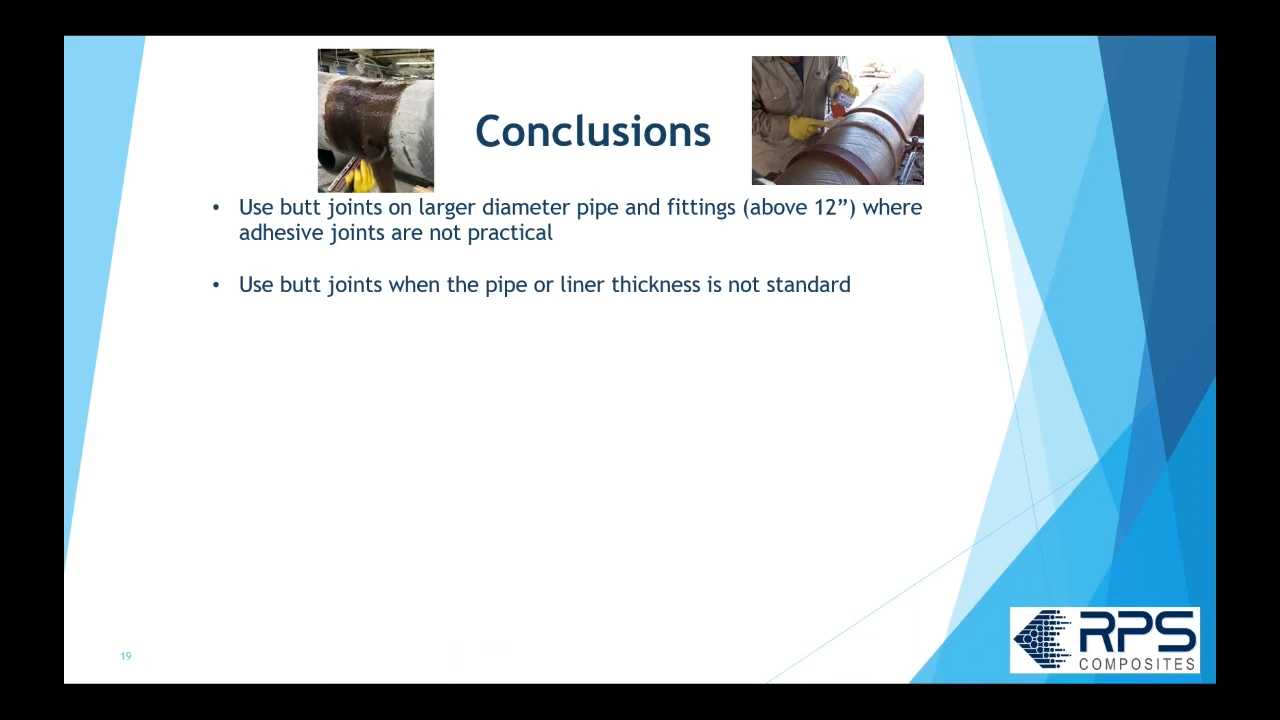 Conclusions
• Use butt joints on larger diameter pipe and fittings (above 12”) where
adhesive joints are not practical
• Use butt joints when the pipe or liner thickness is not standard
19
RPS
COMPOSITES